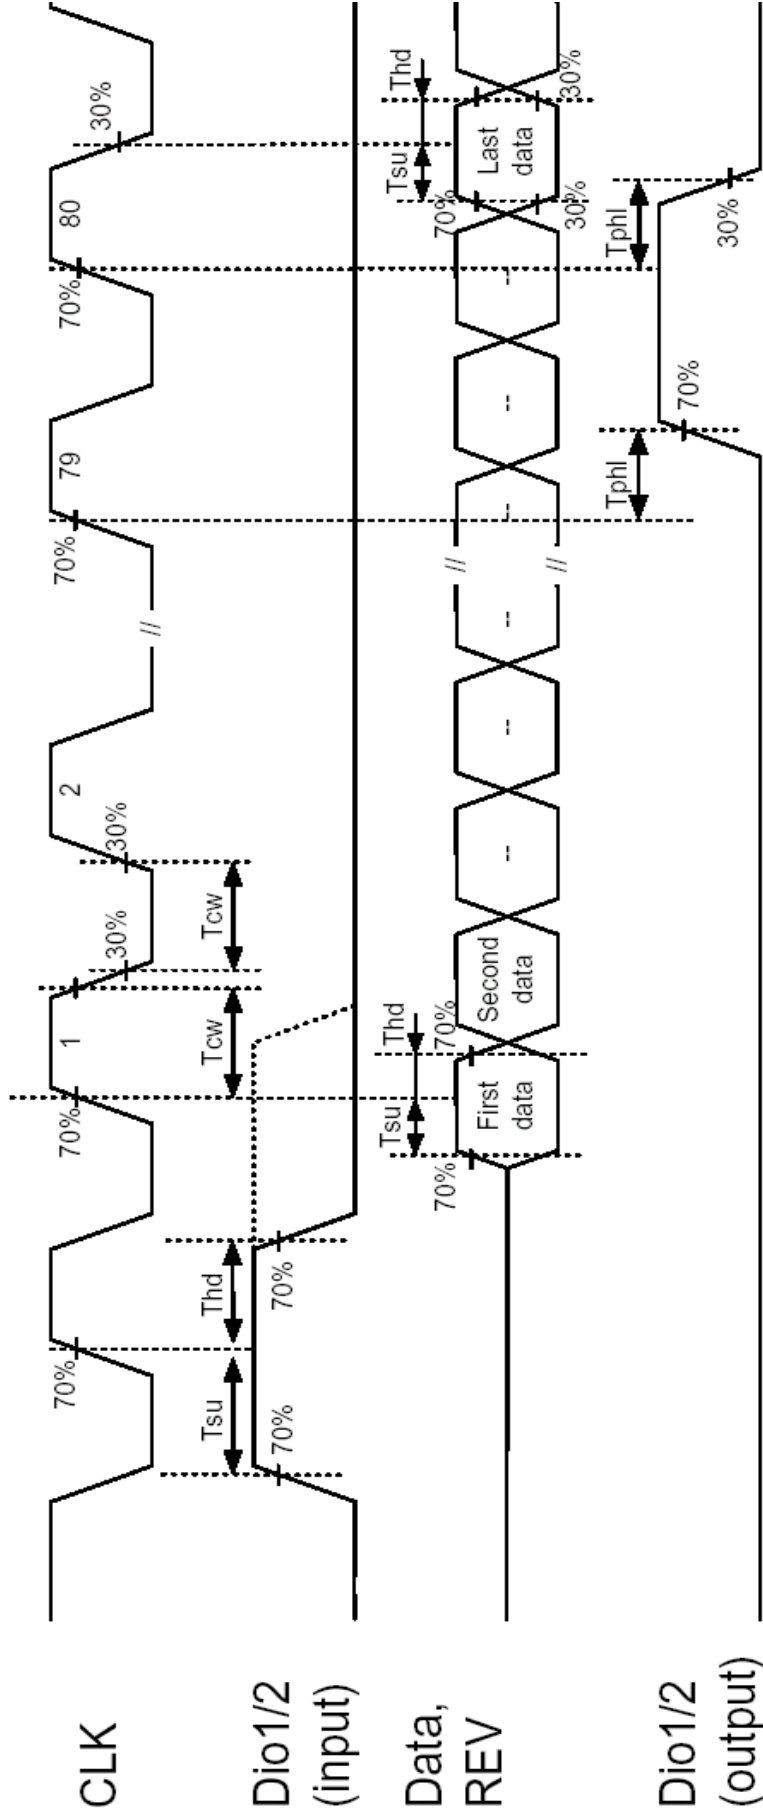 CLK
70%
70%
1
30%
30%
2
//
70%
79
70%
80
30%
Dio1/2
(input)
Tsu
Thd
Tcw
Tcw
70%
70%
Data,
REV
Tsu
Thd
70%
70%
First
data
Second
data
--
--
--
//
//
--
--
--
Tsu
Thd
70%
30%
30%
Last
data
Dio1/2
(output)
Tphl
Tphl
70%
30%